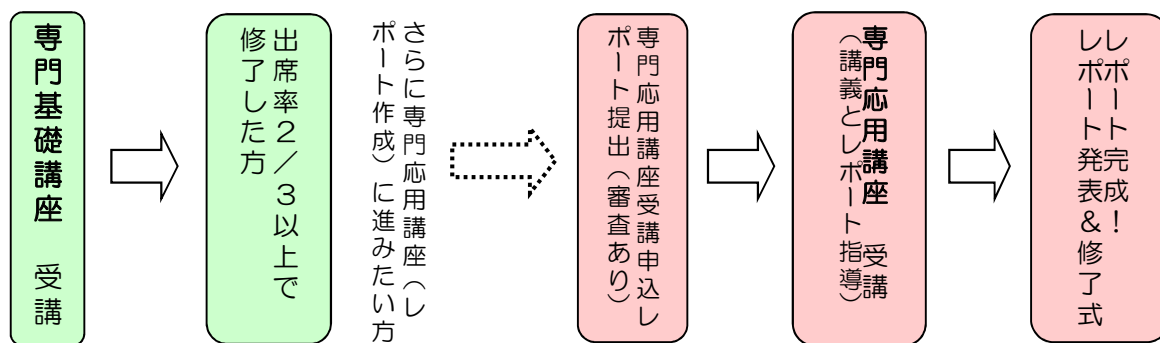 専門基礎講座　受講
出席率２／３以上で
修了した方
さらに専門応用講座（レ
ポート作成）に進みたい方
専門応用講座受講申込レ
ポート提出（審査あり）
専門応用講座　受講
（講義とレポート指導）
レポート完成！
レポート発表＆修了式